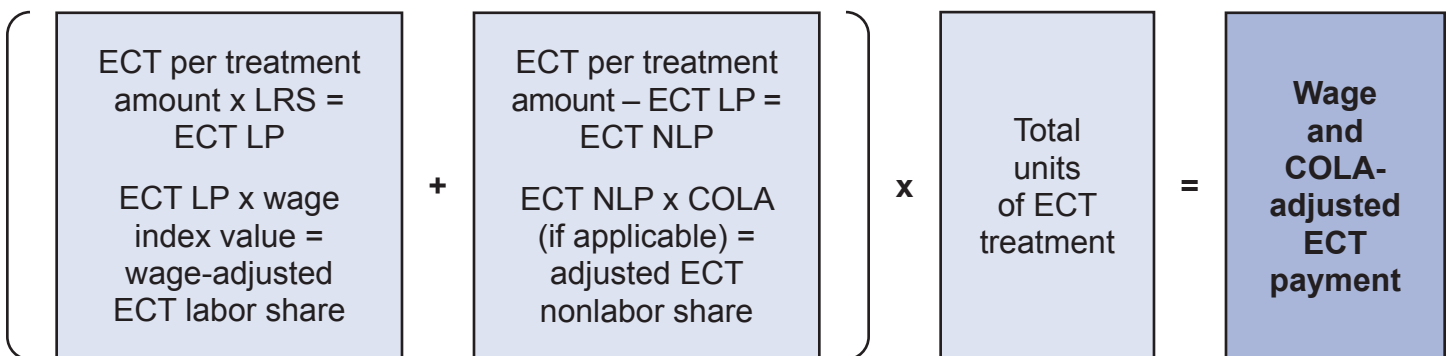 ECT per treatment
amount x LRS =
ECT LP
ECT LP x wage
index value =
wage-adjusted
ECT labor share
+
ECT per treatment
amount – ECT LP =
ECT NLP
ECT NLP x COLA
(if applicable) =
adjusted ECT
nonlabor share
x
Total
units
of ECT
treatment
=
Wage
and
COLA-
adjusted
ECT
payment